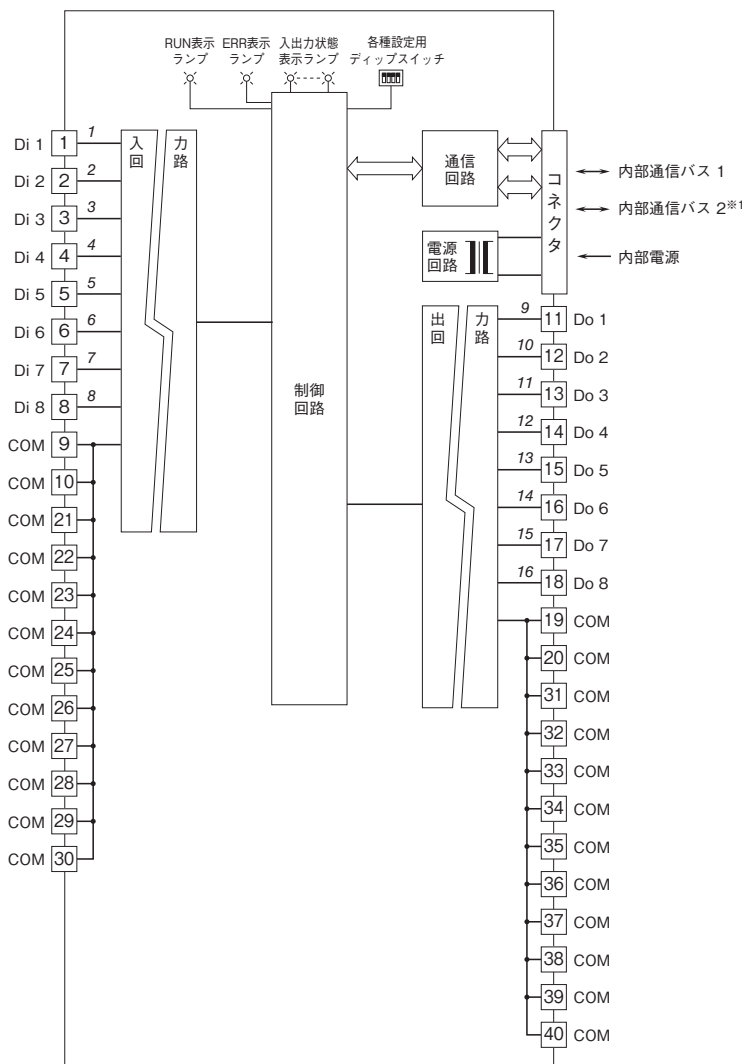 RUN表示
ランプ
ERR表示
ランプ
入出力状態
表示ランプ
各種設定用
ディップスイッチ
Di 1 1 1
Di 2 2 2
Di 3 3 3
Di 4 4 4
Di 5 5 5
Di 6 6 6
Di 7 7 7
Di 8 8 8
COM 9
COM 10
COM 21
COM 22
COM 23
COM 24
COM 25
COM 26
COM 27
COM 28
COM 29
COM 30
入力
回路
制御
回路
通信
回路
電源
回路
コネクタ
内部通信バス 1
内部通信バス 2※1
内部電源
出力
回路
9 11 Do 1
10 12 Do 2
11 13 Do 3
12 14 Do 4
13 15 Do 5
14 16 Do 6
15 17 Do 7
16 18 Do 8
19 COM
20 COM
31 COM
32 COM
33 COM
34 COM
35 COM
36 COM
37 COM
38 COM
39 COM
40 COM